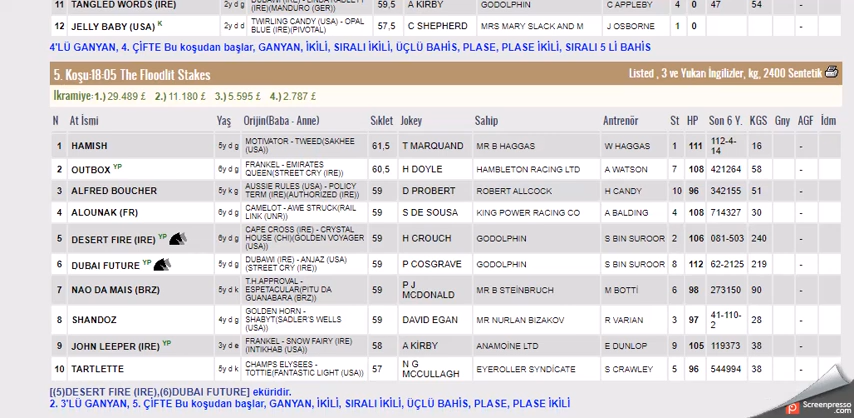 11 TANGLED WORDS (IRE) 2y d g LINDA (IRE)(MANDURO (GER)) 59,5 A KIRBY GODOLPHIN C APPLEBY 4 0 47 54
12 JELLY BABY (USA) K 2y d d TWIRLING CANDY (USA) - OPAL BLUE (IRE)(PIVOTAL) 57,5 C SHEPHERD MRS MARY SLACK AND M J OSBORNE 1 0 -
4'LÜ GANYAN, 4. ÇİFTE Bu koşudan başlar, GANYAN, İKİLİ, SIRALI İKİLİ, ÜÇLÜ BAHİS, PLASE, PLASE İKİLİ, SIRALI 5 Lİ BAHİS
5. Koşu:18-05 The Floodlit Stakes Listed , 3 ve Yukarı İngilizler, kg, 2400 Sentetik
İkramiye:1.) 29.489 £ 2.) 11.180 £ 3.) 5.595 £ 4.) 2.787 £
N At İsmi Yaş Orijin(Baba - Anne) Sıklet Jokey Sahip Antrenör St HP Son 6 Y. KGS Gny AGF İdm
1 HAMISH 5y d g MOTIVATOR - TWEED(SAKHEE (USA)) 61,5 T MARQUAND MR B HAGGAS W HAGGAS 1 111 112-4-14 16 -
2 OUTBOX YP 6y d g FRANKEL - EMIRATES QUEEN(STREET CRY (IRE)) 60,5 H DOYLE HAMBLETON RACING LTD A WATSON 7 108 421264 58 -
3 ALFRED BOUCHER 5y k g AUSSIE RULES (USA) - POLICY TERM (IRE)(AUTHORIZED (IRE)) 59 D PROBERT ROBERT ALLCOCK H CANDY 10 96 342155 51 -
4 ALOUNAK (FR) 6y d g CAMELOT - AWE STRUCK(RAIL LINK (UNR)) 59 S DE SOUSA KING POWER RACING CO A BALDING 4 108 714327 30 -
5 DESERT FIRE (IRE) YP 6y d g CAPE CROSS (IRE) - CRYSTAL HOUSE (CHI)(GOLDEN VOYAGER (USA)) 59 H CROUCH GODOLPHIN S BIN SUROOR 2 106 081-503 240 -
6 DUBAI FUTURE YP 5y d g DUBAWI (IRE) - ANJAZ (USA)(STREET CRY (IRE)) 59 P COSGRAVE GODOLPHIN S BIN SUROOR 8 112 62-2125 219 -
7 NAO DA MAIS (BRZ) 5y d k T.H.APPROVAL - ESPETACULAR(PITU DA GUANABARA (BRZ)) 59 P J MCDONALD MR B STEİNBRUCH M BOTTİ 6 98 273150 90 -
8 SHANDOZ 4y d g GOLDEN HORN - SHABYT(SADLER'S WELLS (USA)) 59 DAVID EGAN MR NURLAN BIZAKOV R VARIAN 3 97 41-110-2 28 -
9 JOHN LEEPER (IRE) YP 3y d e FRANKEL - SNOW FAIRY (IRE)(INTIKHAB (USA)) 58 A KİRBY ANAMOİNE LTD E DUNLOP 9 105 119373 38 -
10 TARTLETTE 5y d k CHAMPS ELYSEES - TOTTIE(FANTASTIC LIGHT (USA)) 57 N G MCCULLAGH EYEROLLER SYNDİCATE S CRAWLEY 5 96 544994 38 -
[(5)DESERT FIRE (IRE),(6)DUBAI FUTURE] eküridir.
2. 3'LÜ GANYAN, 5. ÇİFTE Bu koşudan başlar, GANYAN, İKİLİ, SIRALI İKİLİ, ÜÇLÜ BAHİS, PLASE, PLASE İKİLİ
Screenpresso
.com